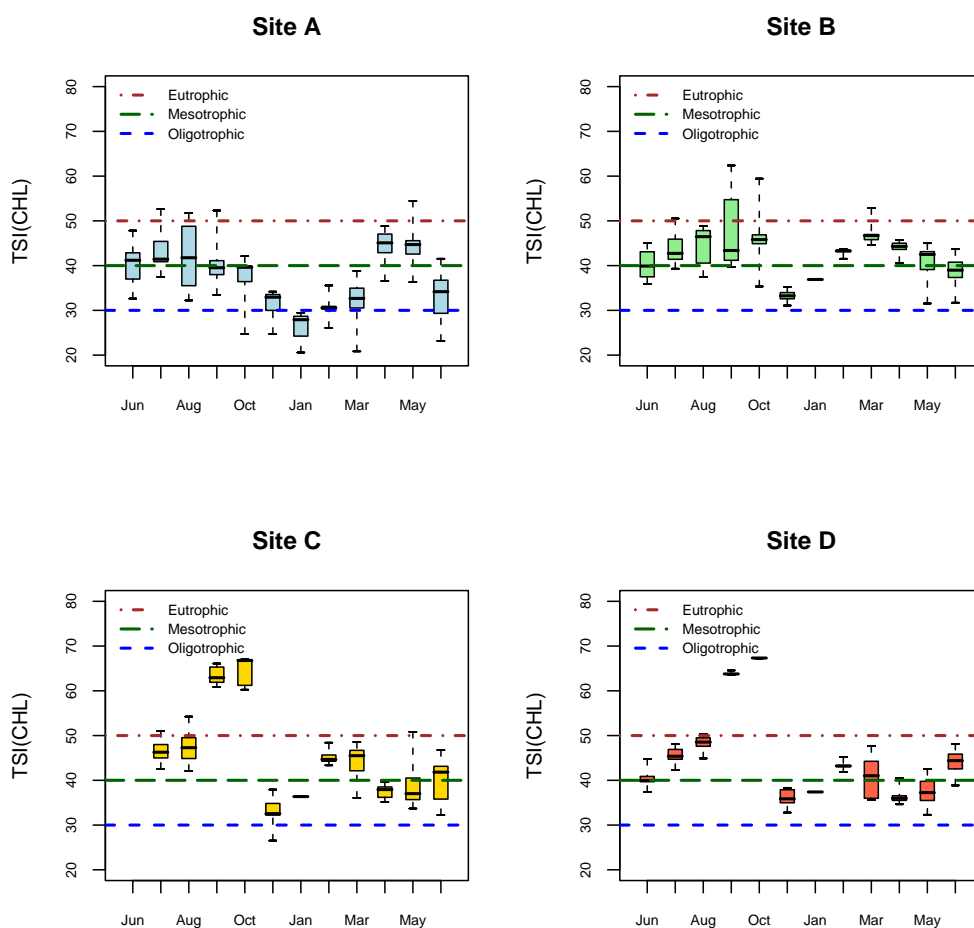 Site A
TSI(CHL)
80
70
60
50
40
30
20
Eutrophic
Mesotrophic
Oligotrophic
Jun Aug Oct Jan Mar May
Site B
TSI(CHL)
80
70
60
50
40
30
20
Eutrophic
Mesotrophic
Oligotrophic
Jun Aug Oct Jan Mar May
Site C
TSI(CHL)
80
70
60
50
40
30
20
Eutrophic
Mesotrophic
Oligotrophic
Jun Aug Oct Jan Mar May
Site D
TSI(CHL)
80
70
60
50
40
30
20
Eutrophic
Mesotrophic
Oligotrophic
Jun Aug Oct Jan Mar May